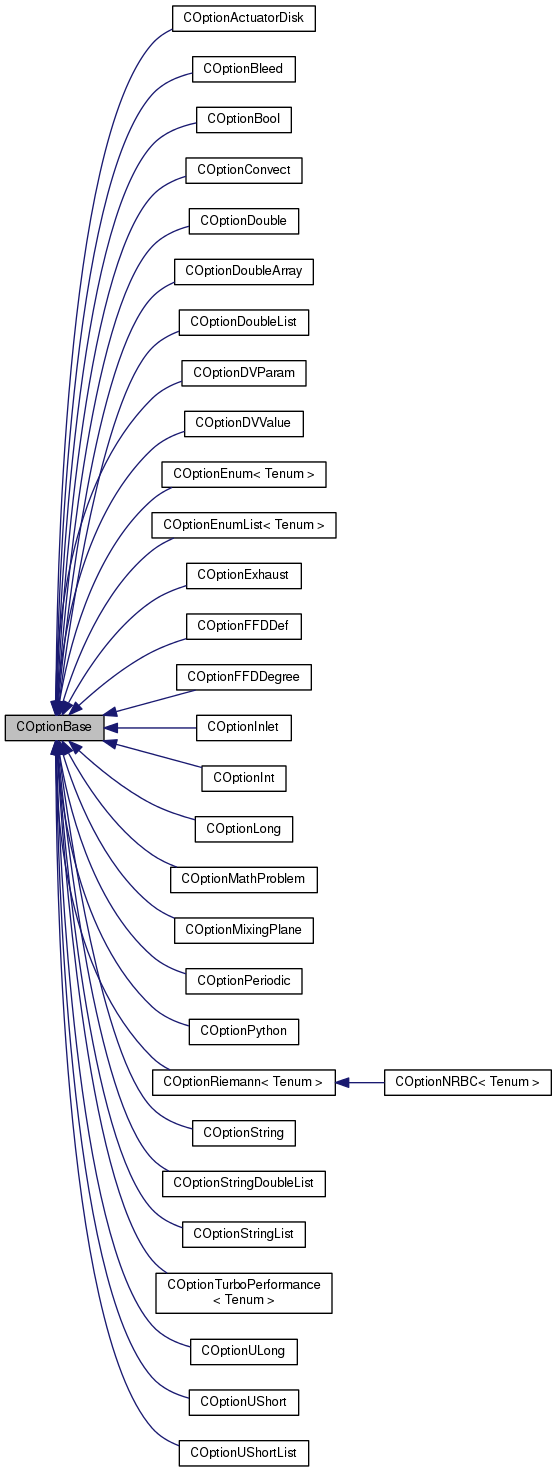 COptionActuatorDisk
COptionBleed
COptionBool
COptionConvect
COptionDouble
COptionDoubleArray
COptionDoubleList
COptionDVParam
COptionDVValue
COptionEnum< Tenum >
COptionEnumList< Tenum >
COptionExhaust
COptionFFDDef
COptionFFDDegree
COptionBase
COptionInlet
COptionInt
COptionLong
COptionMathProblem
COptionMixingPlane
COptionPeriodic
COptionPython
COptionRiemann< Tenum >
COptionNRBC< Tenum >
COptionString
COptionStringDoubleList
COptionStringList
COptionTurboPerformance
< Tenum >
COptionULong
COptionUShort
COptionUShortList